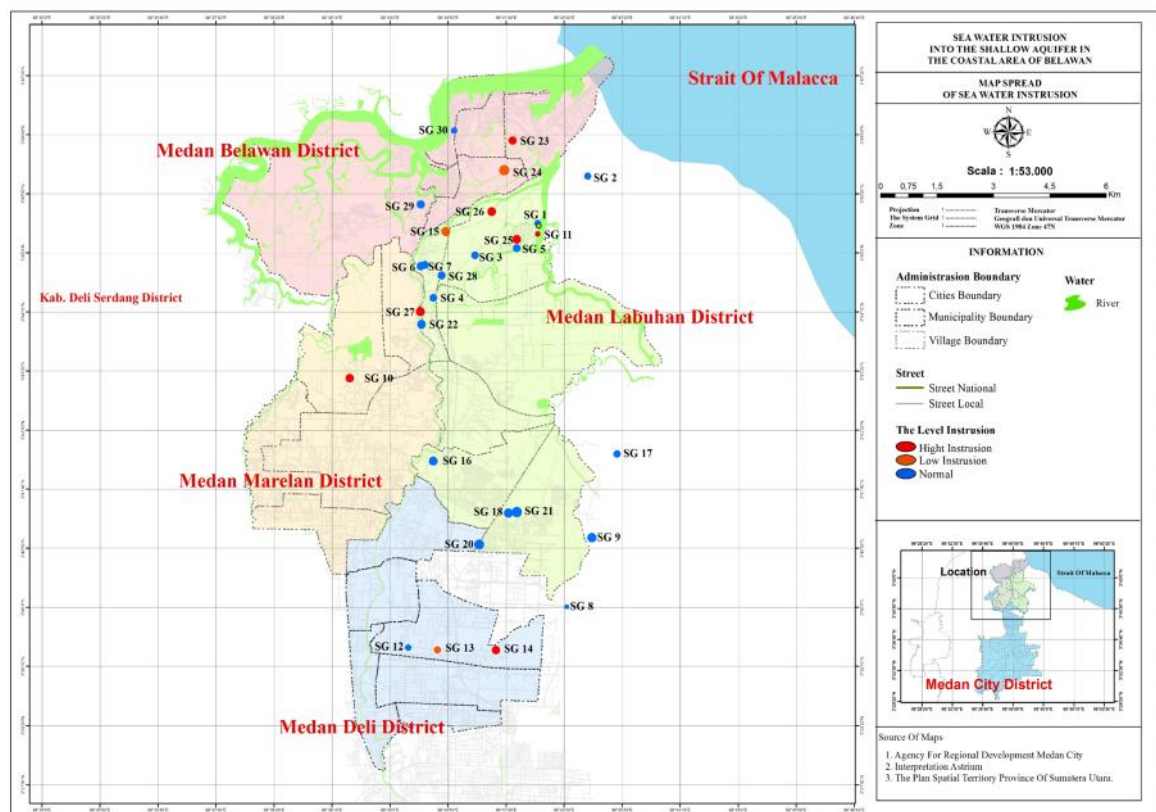 Strait Of Malacca
SG 30
SG 23
Medan Belawan District
SG 24
SG 2
SG 29
SG 26
SG 1
SG 15
SG 25
SG 11
SG 5
SG 3
SG 6
SG 7
SG 28
Kab. Deli Serdang District
SG 4
SG 27
Medan Labuhan District
SG 22
SG 10
SG 17
SG 16
Medan Marelan District
SG 18
SG 21
SG 20
SG 9
SG 8
SG 12
SG 13
SG 14
Medan Deli District
SEA WATER INTRUSION
INTO THE SHALLOW AQUIFER IN
THE COASTAL AREA OF BELAWAN
MAP SPREAD
OF SEA WATER INSTRUSION
N
W
E
S
Scala : 1:53.000
0 0,75 1,5 3 4,5 6
Km
Projection : Transverse Mercator
The System Grid : Geografi dan Universal Transverse Mercator
Zone : WGS 1984 Zone 47N
INFORMATION
Administrasion Boundary
Cities Boundary
Municipality Boundary
Village Boundary
Water
River
Street
Street National
Street Local
The Level Instrusion
Hight Instrusion
Low Instrusion
Normal
Location
Strait Of Malacca
Medan City District
Source Of Maps
1. Agency For Regional Development Medan City
2. Interpretation Astrium
3. The Plan Spatial Territory Province Of Sumatera Utara.